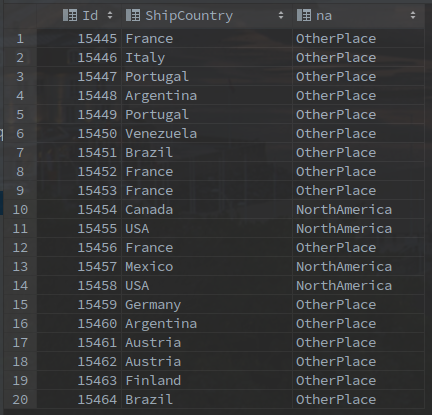 Id ShipCountry na
1 15445 France OtherPlace
2 15446 Italy OtherPlace
3 15447 Portugal OtherPlace
4 15448 Argentina OtherPlace
5 15449 Portugal OtherPlace
6 15450 Venezuela OtherPlace
7 15451 Brazil OtherPlace
8 15452 France OtherPlace
9 15453 France OtherPlace
10 15454 Canada NorthAmerica
11 15455 USA NorthAmerica
12 15456 France OtherPlace
13 15457 Mexico NorthAmerica
14 15458 USA NorthAmerica
15 15459 Germany OtherPlace
16 15460 Argentina OtherPlace
17 15461 Austria OtherPlace
18 15462 Austria OtherPlace
19 15463 Finland OtherPlace
20 15464 Brazil OtherPlace